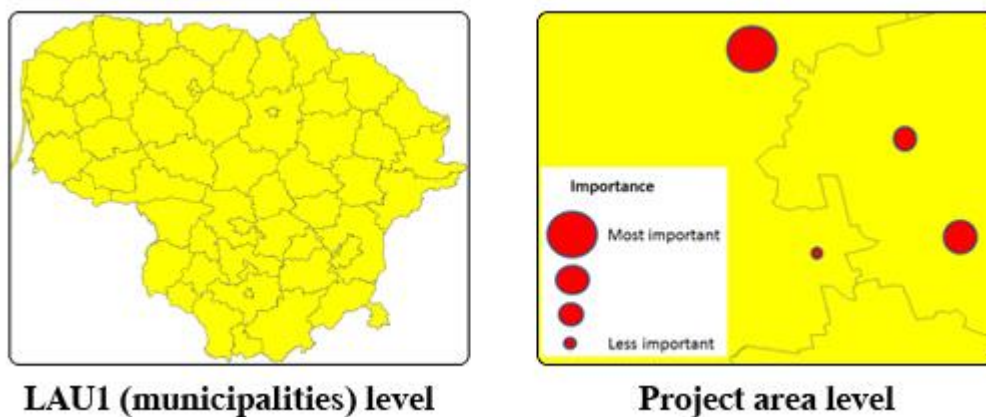 Importance
Most important
Less important
LAU1 (municipalities) level
Project area level